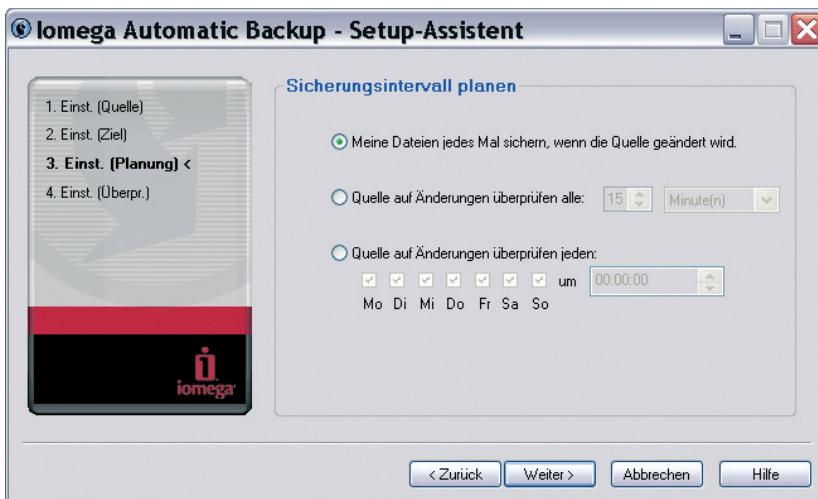 Iomega Automatic Backup - Setup-Assistent
1. Einst. (Quelle)
2. Einst. (Ziel)
3. Einst. (Planung) <
4. Einst. (Überpr.)
iomega
Sicherungsintervall planen
Meine Dateien jedes Mal sichern, wenn die Quelle geändert wird.
Quelle auf Änderungen überprüfen alle: 15 Minute(n)
Quelle auf Änderungen überprüfen jeden:
um 00:00:00
Mo Di Mi Do Fr Sa So
< Zurück Weiter > Abbrechen Hilfe